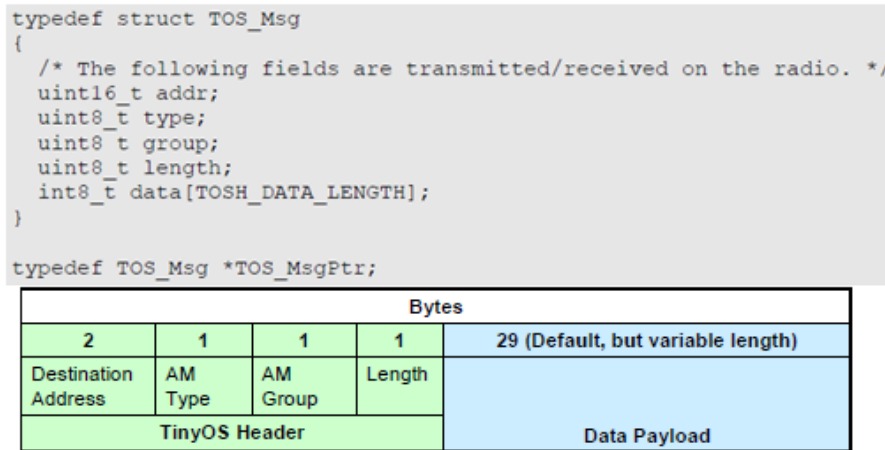 typedef struct TOS_Msg
{
/* The following fields are transmitted/received on the radio. */
uint16_t addr;
uint8_t type;
uint8_t group;
uint8_t length;
int8_t data[TOSH_DATA_LENGTH];
}
typedef TOS_Msg *TOS_MsgPtr;
Bytes
2 1 1 1 29 (Default, but variable length)
Destination Address AM Type AM Group Length
TinyOS Header Data Payload